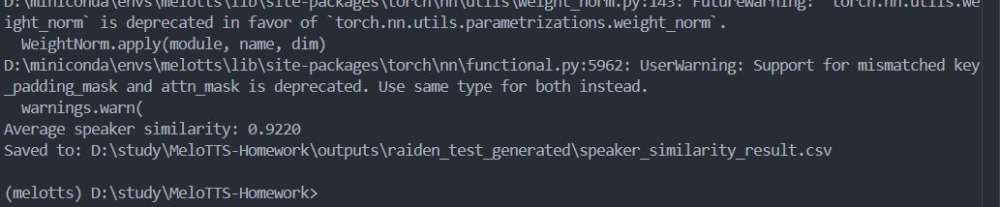 D:\miniconda\envs\melotts\lib\site-packages\torch\nn\utils\weight_norm.py:143: FutureWarning: `torch.nn.utils.we
ight_norm` is deprecated in favor of `torch.nn.utils.parametrizations.weight_norm`.
  WeightNorm.apply(module, name, dim)
D:\miniconda\envs\melotts\lib\site-packages\torch\nn\functional.py:5962: UserWarning: Support for mismatched key
_padding_mask and attn_mask is deprecated. Use same type for both instead.
  warnings.warn(
Average speaker similarity: 0.9220
Saved to: D:\study\MeloTTS-Homework\outputs\raiden_test_generated\speaker_similarity_result.csv
(melotts) D:\study\MeloTTS-Homework>